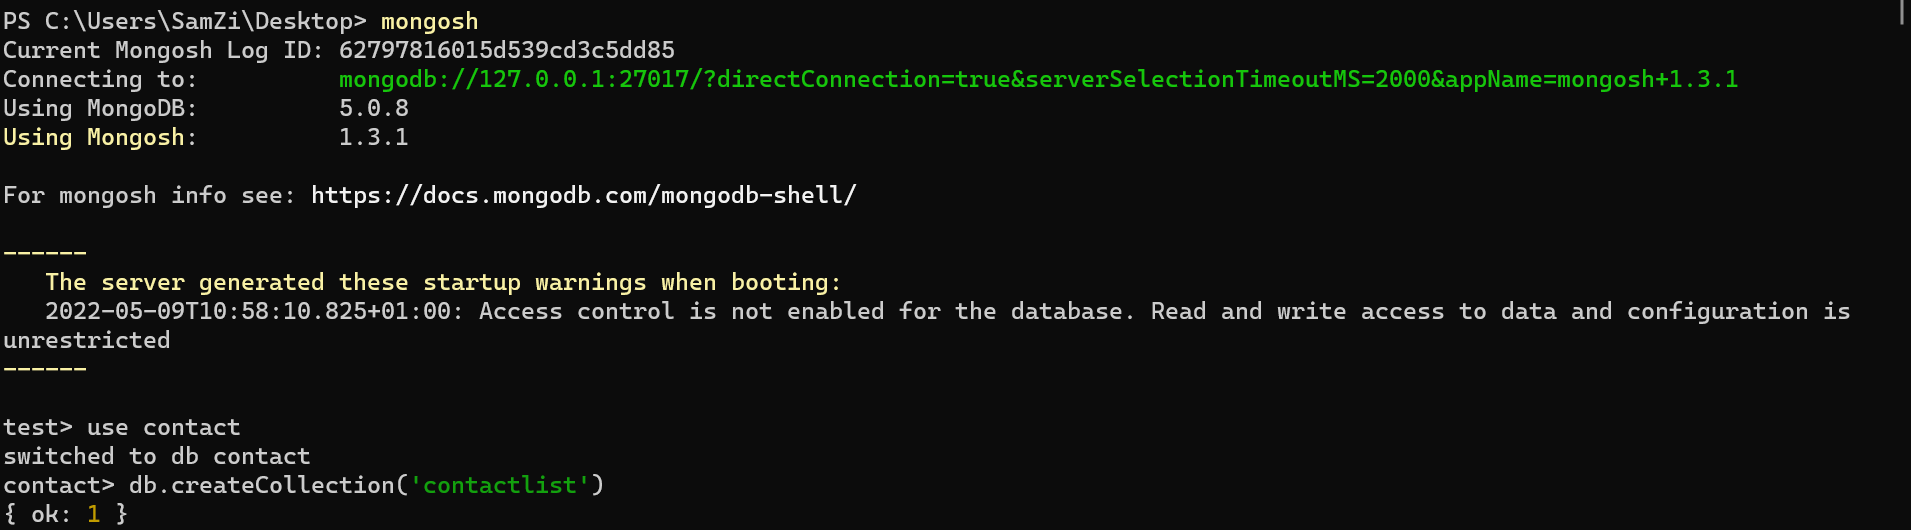 PS C:\Users\SamZi\Desktop> mongosh
Current Mongosh Log ID: 62797816015d539cd3c5dd85
Connecting to:          mongodb://127.0.0.1:27017/?directConnection=true&serverSelectionTimeoutMS=2000&appName=mongosh+1.3.1
Using MongoDB:          5.0.8
Using Mongosh:          1.3.1
For mongosh info see: https://docs.mongodb.com/mongodb-shell/
------
   The server generated these startup warnings when booting:
   2022-05-09T10:58:10.825+01:00: Access control is not enabled for the database. Read and write access to data and configuration is
unrestricted
------
test> use contact
switched to db contact
contact> db.createCollection('contactlist')
{ ok: 1 }